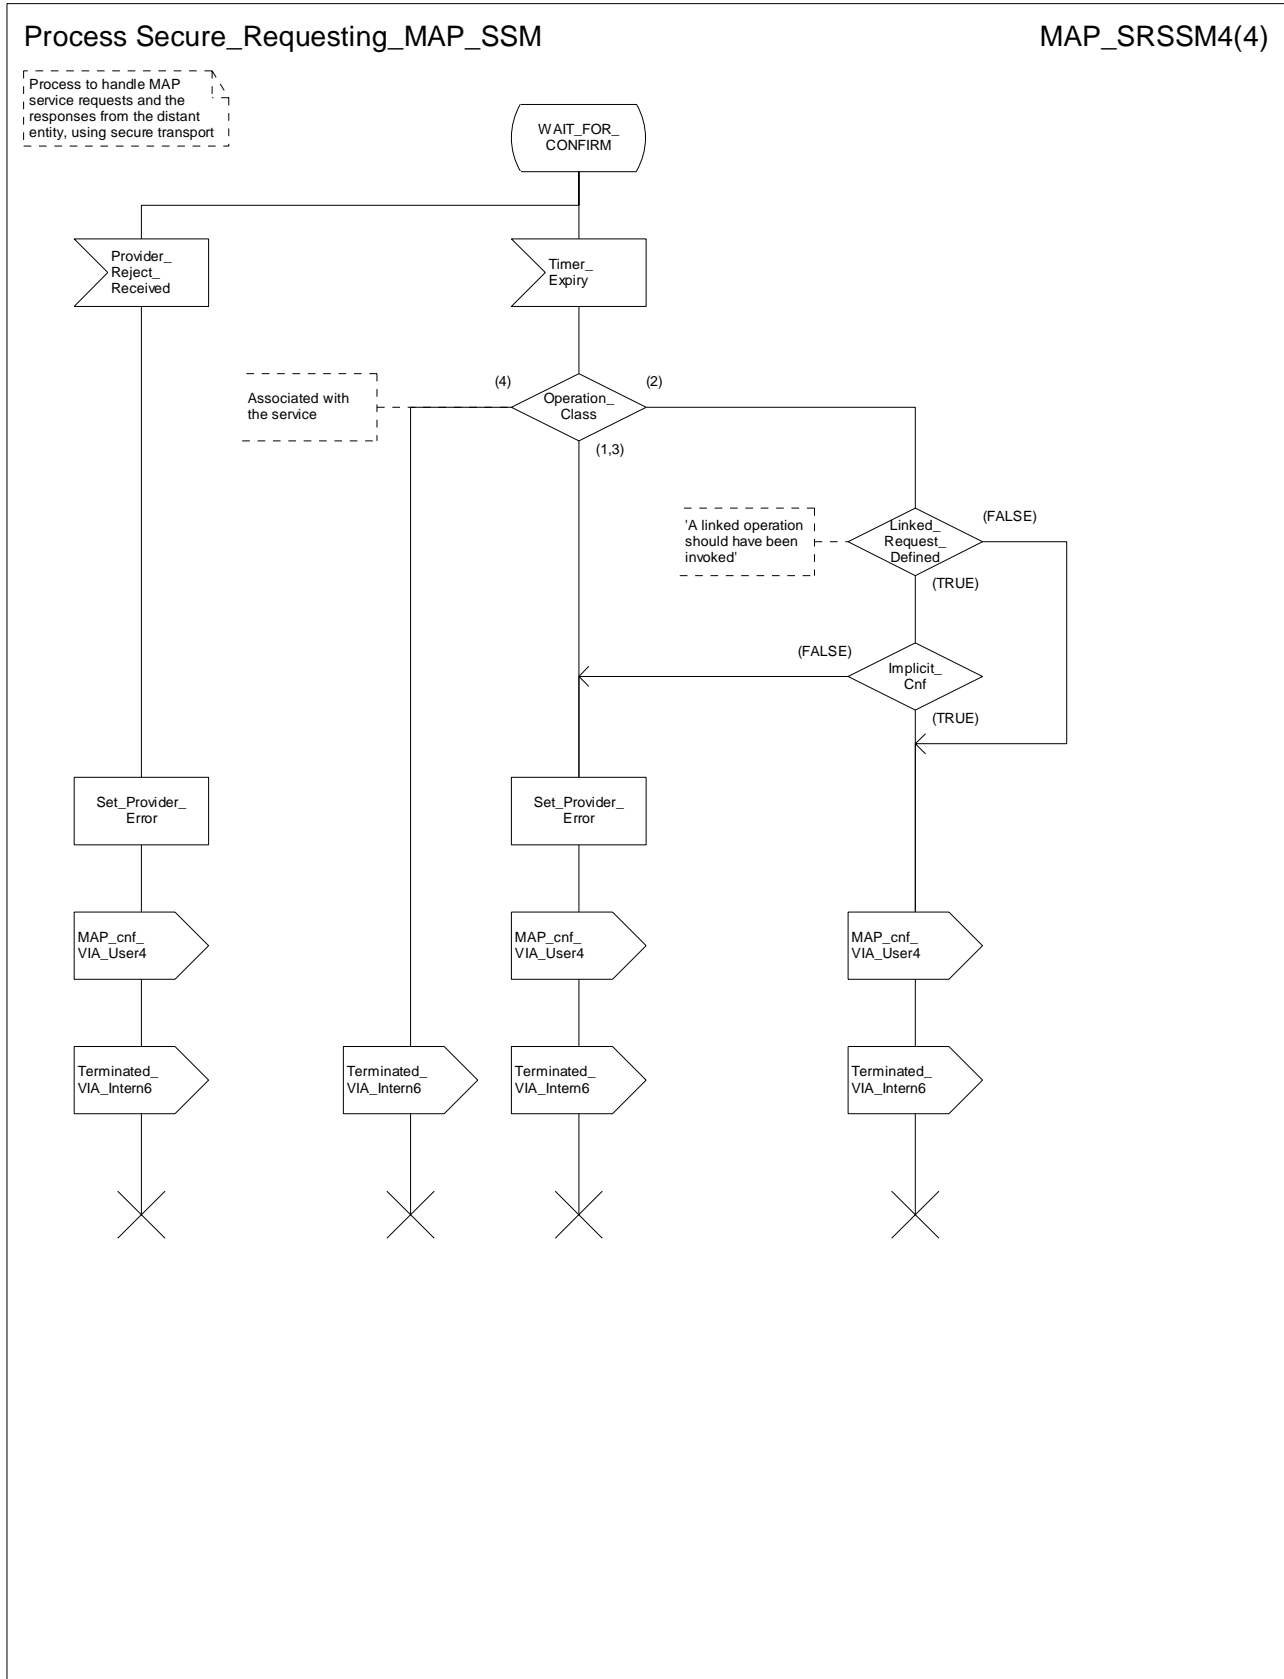 Process Secure_Requesting_MAP_SSM
MAP_SRSSM4(4)
Process to handle MAP
service requests and the
responses from the distant
entity, using secure transport
WAIT_FOR_
CONFIRM
Provider_
Reject_
Received
Timer_
Expiry
Associated with
the service
(4)
Operation_
Class
(2)
(1,3)
'A linked operation
should have been
invoked'
Linked_
Request_
Defined
(FALSE)
(TRUE)
(FALSE)
Implicit_
Cnf
(TRUE)
Set_Provider_
Error
Set_Provider_
Error
MAP_cnf_
VIA_User4
MAP_cnf_
VIA_User4
MAP_cnf_
VIA_User4
Terminated_
VIA_Intern6
Terminated_
VIA_Intern6
Terminated_
VIA_Intern6
Terminated_
VIA_Intern6